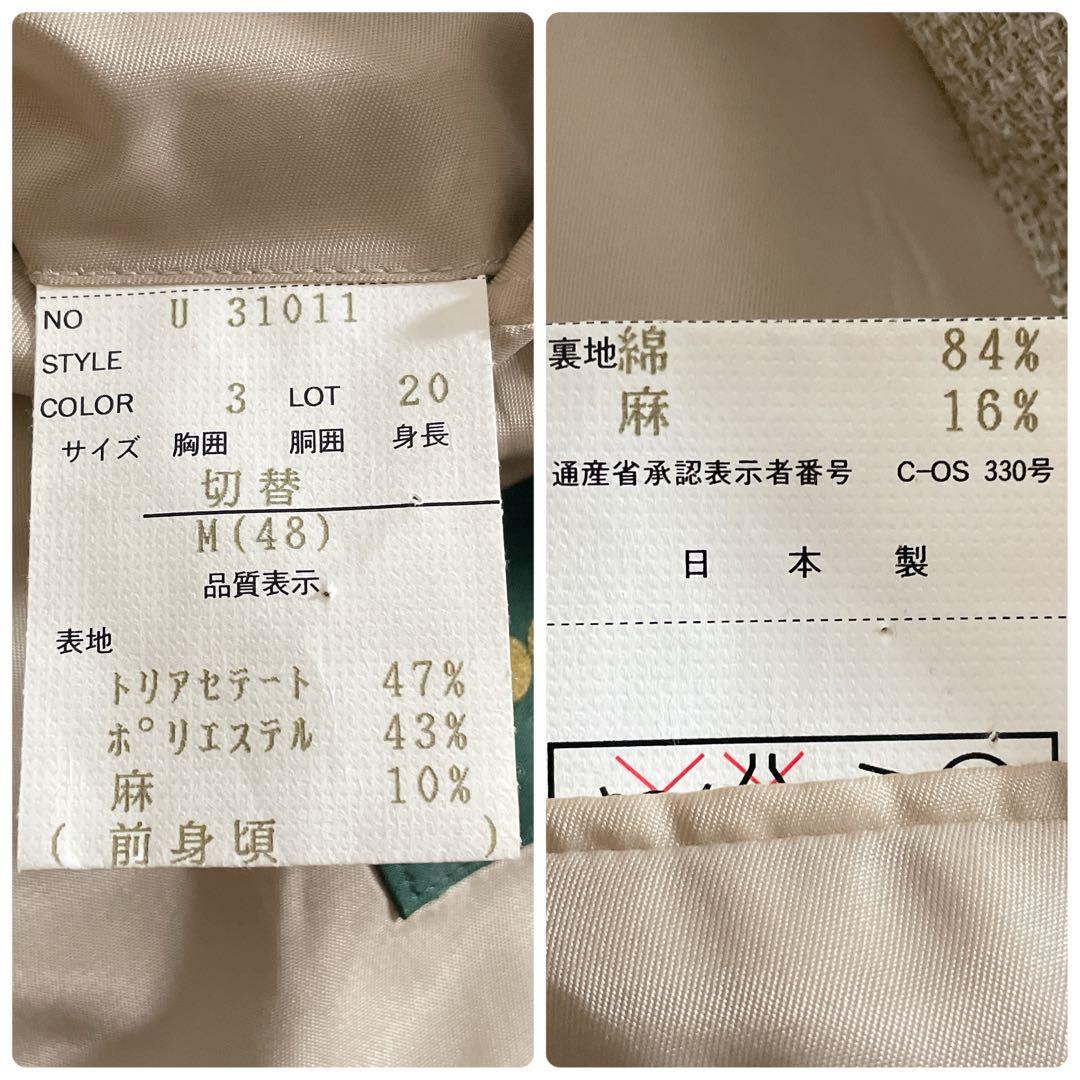 NO U 31011
STYLE
COLOR 3 LOT 20
サイズ 胸囲 胴囲 身長
切替
M(48)
品質表示
表地
トリアセテート 47%
ポリエステル 43%
麻 10%
( 前身頃 )
裏地綿 84%
麻 16%
通産省承認表示者番号 C-OS 330号
日本製